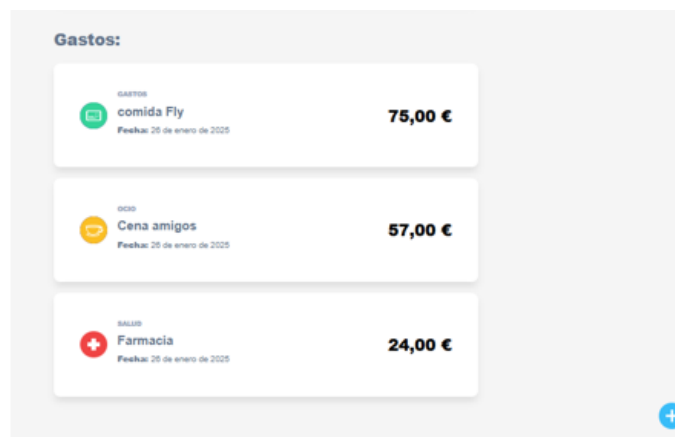 Gastos:
GASTOS
comida Fly
75,00 €
Fecha: 26 de enero de 2025
OCIO
Cena amigos
57,00 €
Fecha: 26 de enero de 2025
SALUD
Farmacia
24,00 €
Fecha: 26 de enero de 2025